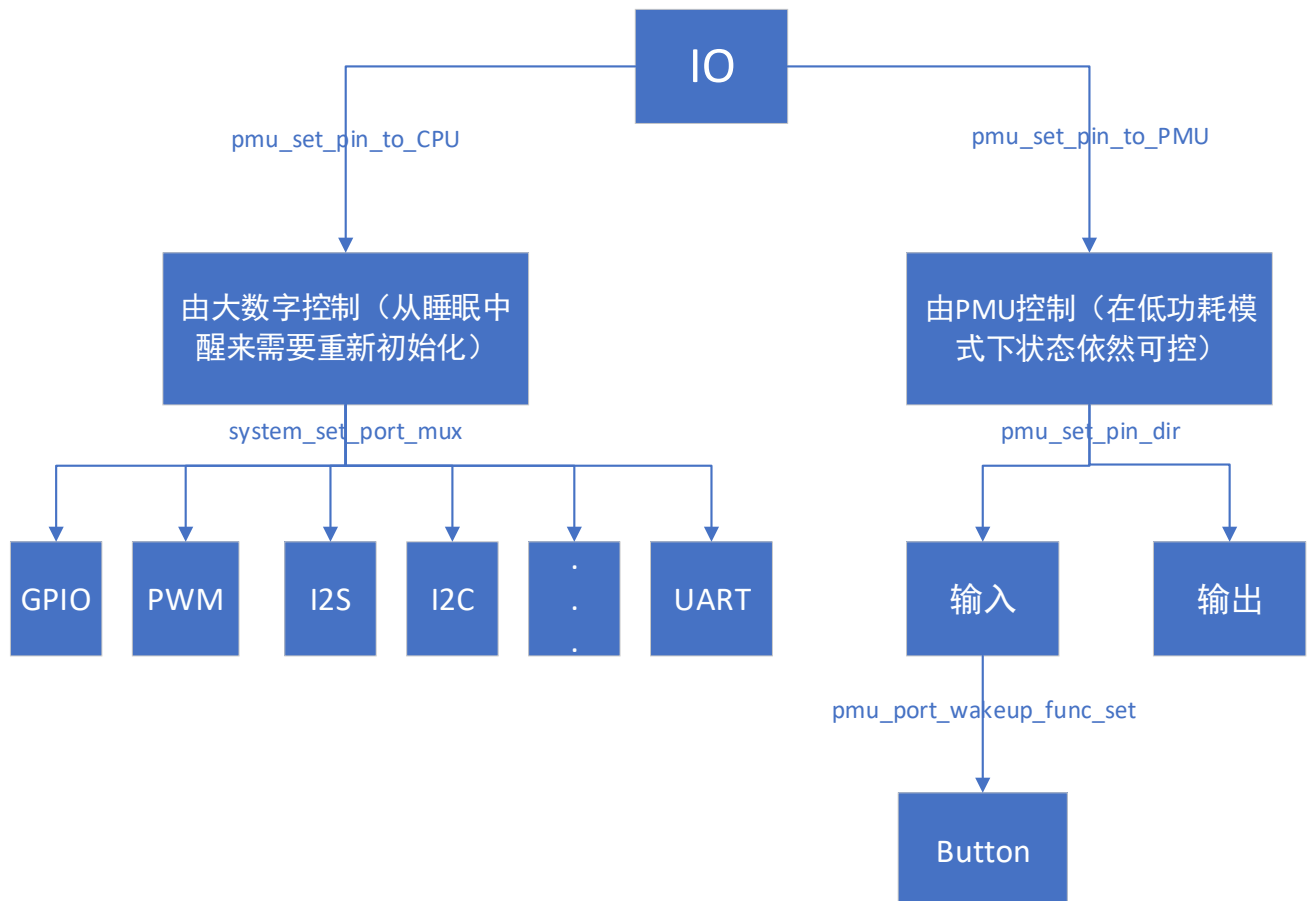 IO
pmu_set_pin_to_CPU
pmu_set_pin_to_PMU
由大数字控制（从睡眠中
醒来需要重新初始化）
由PMU控制（在低功耗模
式下状态依然可控）
system_set_port_mux
pmu_set_pin_dir
GPIO
PWM
I2S
I2C
.
.
.
UART
输入
输出
pmu_port_wakeup_func_set
Button